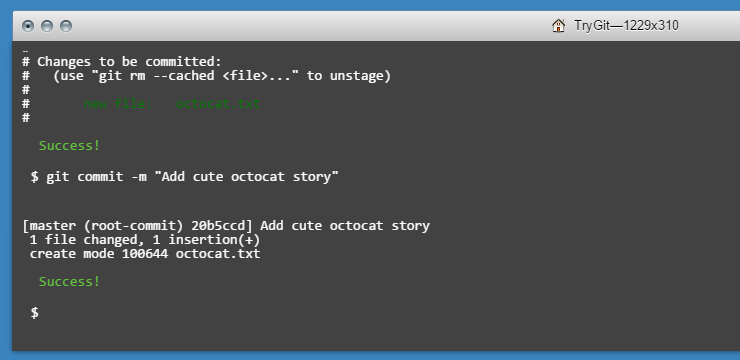 TryGit—1229x310
# Changes to be committed:
#   (use "git rm --cached <file>..." to unstage)
#
#       new file:   octocat.txt
#
Success!
$ git commit -m "Add cute octocat story"
[master (root-commit) 20b5ccd] Add cute octocat story
1 file changed, 1 insertion(+)
create mode 100644 octocat.txt
Success!
$